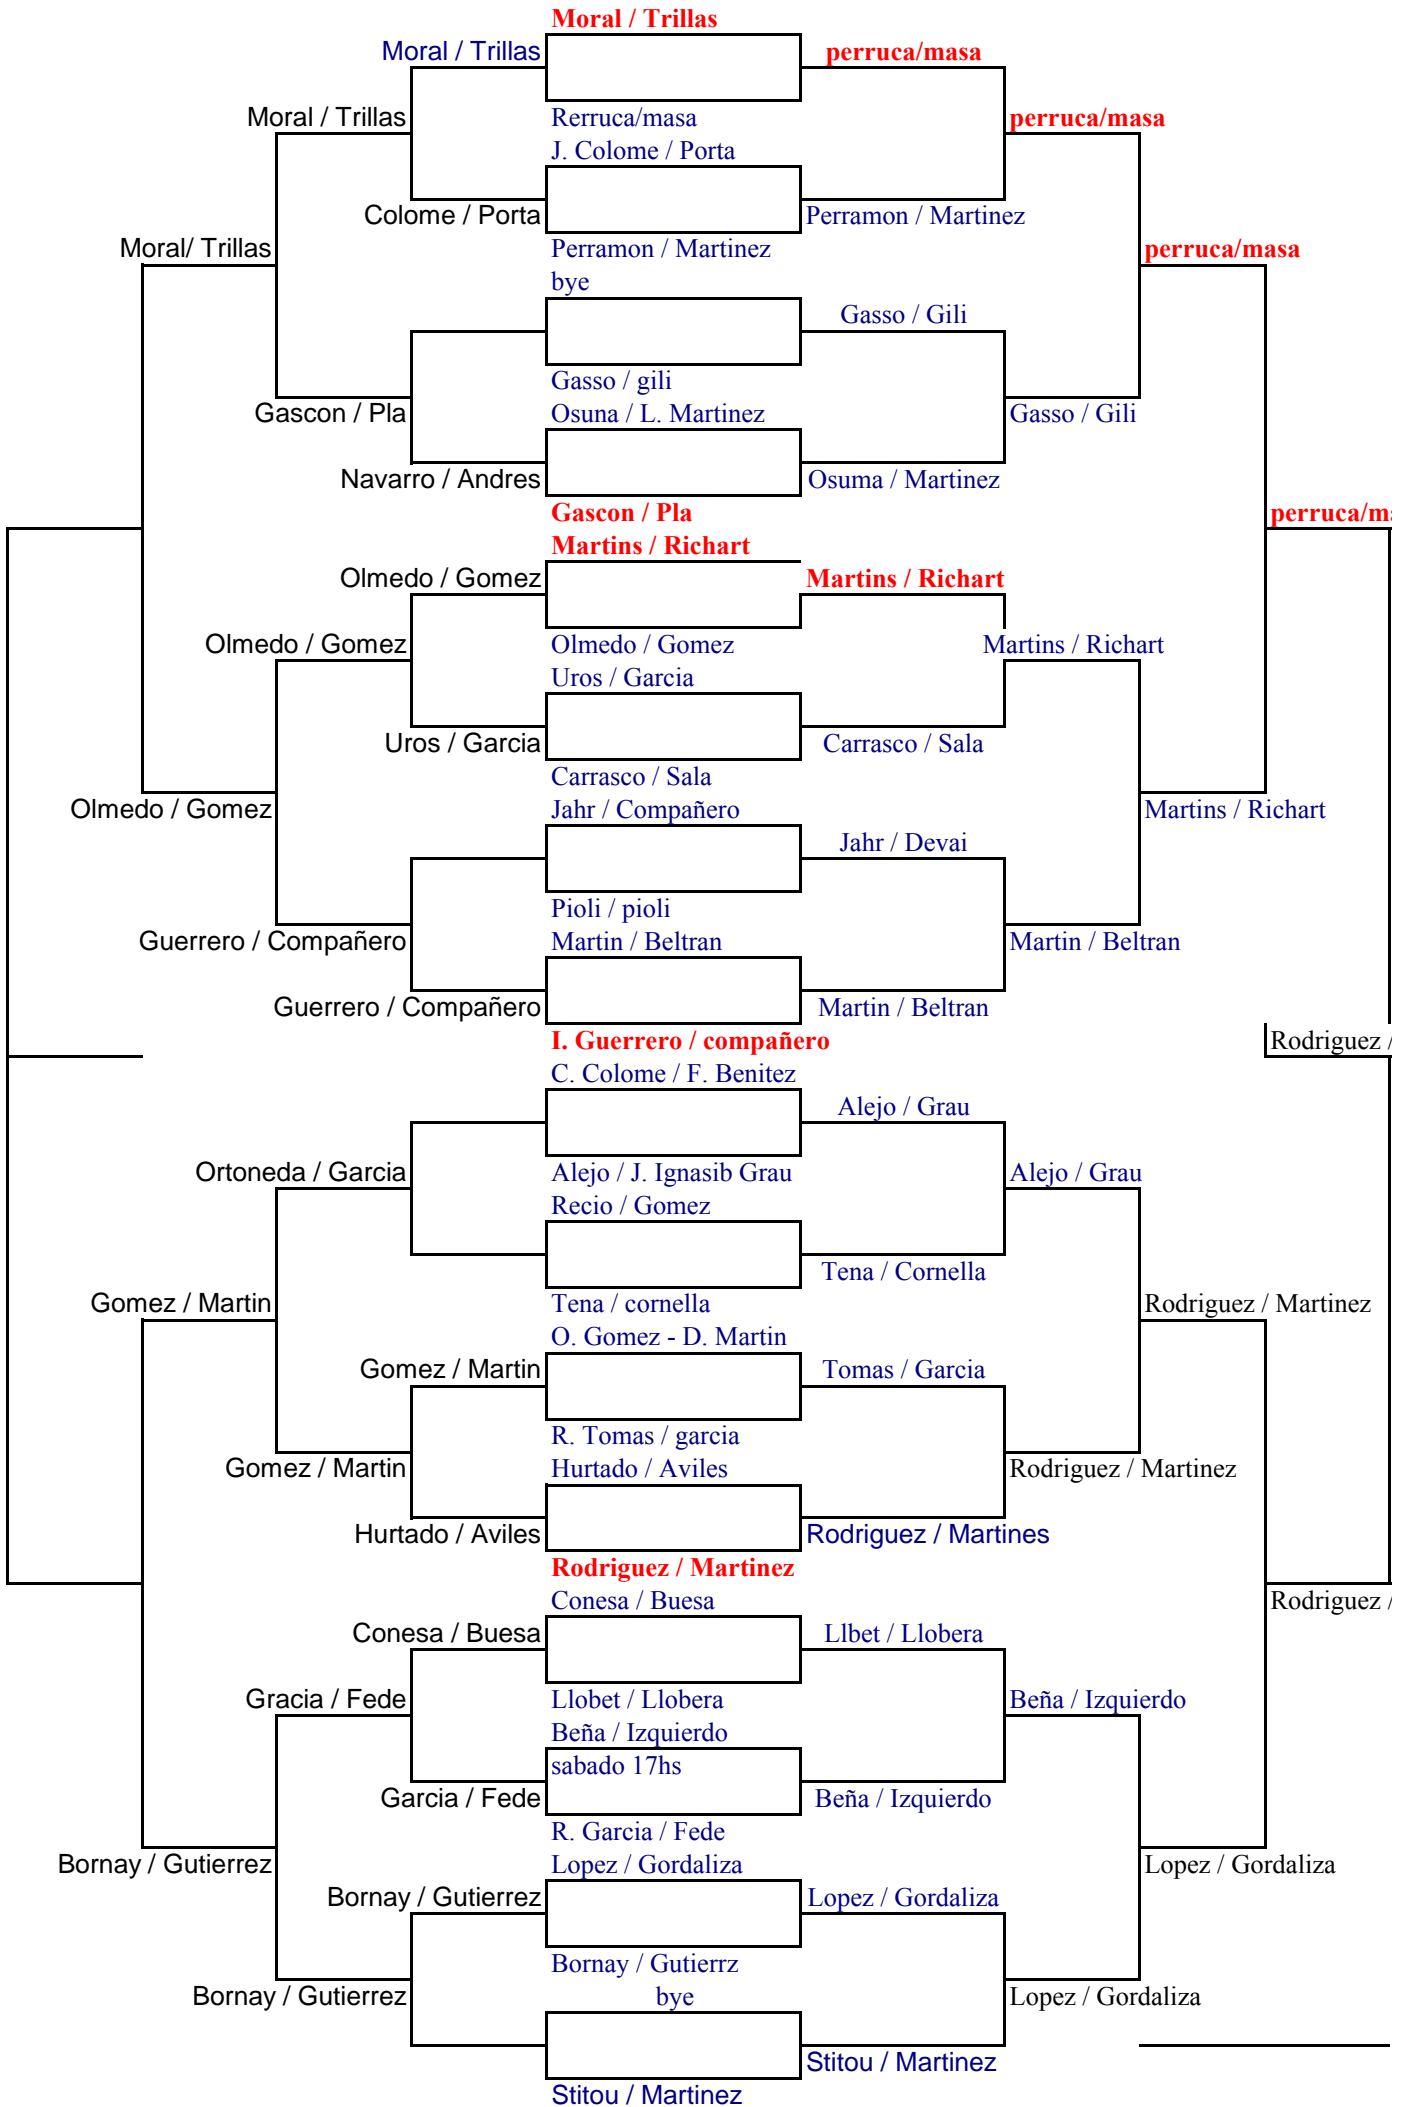 Moral / Trillas
Moral / Trillas
perruca/masa
Moral / Trillas
Rerruca/masa
perruca/masa
J. Colome / Porta
Colome / Porta
Perramon / Martinez
Moral/ Trillas
Perramon / Martinez
perruca/masa
bye
Gasso / Gili
Gasso / gili
Gascon / Pla
Osuna / L. Martinez
Gasso / Gili
Navarro / Andres
Osuma / Martinez
Gascon / Pla
perruca/ma
Martins / Richart
Olmedo / Gomez
Martins / Richart
Olmedo / Gomez
Olmedo / Gomez
Martins / Richart
Uros / Garcia
Uros / Garcia
Carrasco / Sala
Carrasco / Sala
Olmedo / Gomez
Jahr / Compañero
Martins / Richart
Jahr / Devai
Pioli / pioli
Guerrero / Compañero
Martin / Beltran
Martin / Beltran
Guerrero / Compañero
Martin / Beltran
I. Guerrero / compañero
Rodriguez /
C. Colome / F. Benitez
Alejo / Grau
Ortoneda / Garcia
Alejo / J. Ignasib Grau
Alejo / Grau
Recio / Gomez
Tena / Cornella
Gomez / Martin
Tena / cornella
Rodriguez / Martinez
O. Gomez - D. Martin
Gomez / Martin
Tomas / Garcia
R. Tomas / garcia
Gomez / Martin
Hurtado / Aviles
Rodriguez / Martinez
Hurtado / Aviles
Rodriguez / Martines
Rodriguez / Martinez
Conesa / Buesa
Rodriguez /
Conesa / Buesa
Llbet / Llobera
Gracia / Fede
Llobet / Llobera
Beña / Izquierdo
Beña / Izquierdo
sabado 17hs
Garcia / Fede
Beña / Izquierdo
R. Garcia / Fede
Bornay / Gutierrez
Lopez / Gordaliza
Lopez / Gordaliza
Bornay / Gutierrez
Lopez / Gordaliza
Bornay / Gutierrz
Bornay / Gutierrez
bye
Lopez / Gordaliza
Stitou / Martinez
Stitou / Martinez